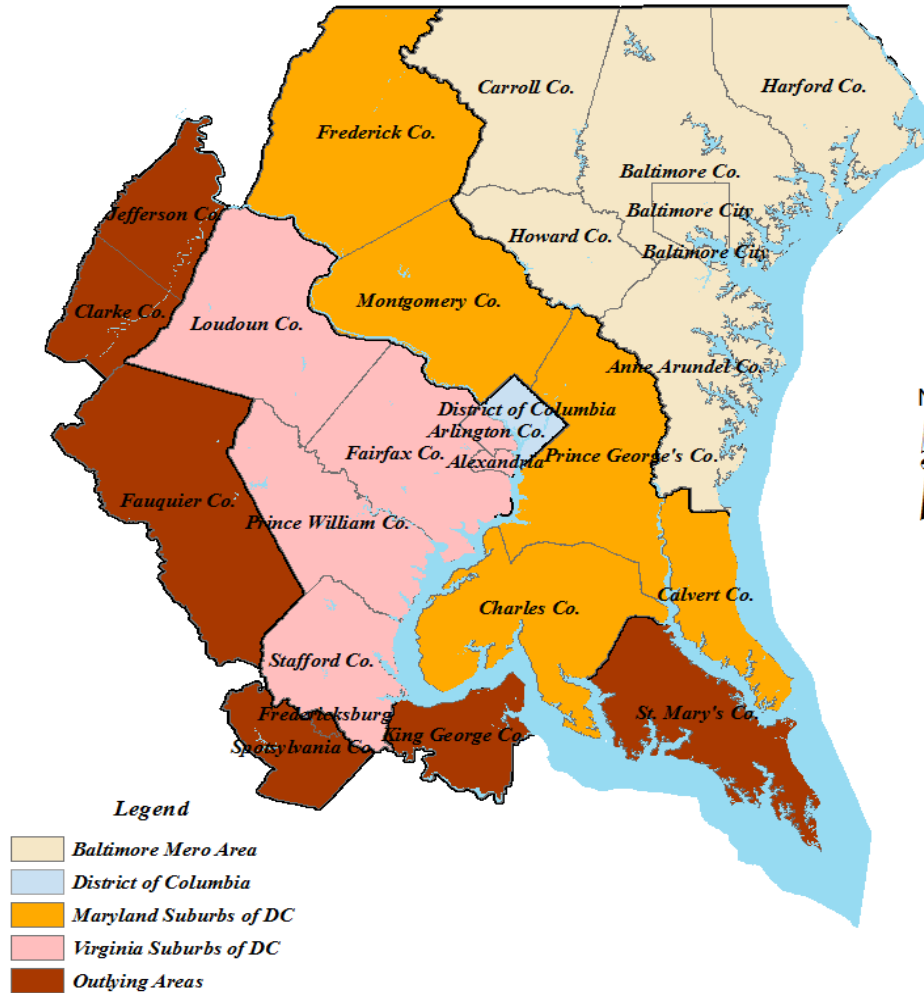 Carroll Co.
Harford Co.
Frederick Co.
Baltimore Co.
Jefferson Co.
Baltimore City
Howard Co.
Baltimore City
Montgomery Co.
Clarke Co.
Loudoun Co.
Anne Arundel Co.
N
District of Columbia
Arlington Co.
Fairfax Co.
Alexandria
Prince George's Co.
Fauquier Co.
Prince William Co.
Calvert Co.
Charles Co.
Stafford Co.
Fredericksburg
St. Mary's Co.
King George Co.
Spotsylvania Co.
Legend
Baltimore Mero Area
District of Columbia
Maryland Suburbs of DC
Virginia Suburbs of DC
Outlying Areas